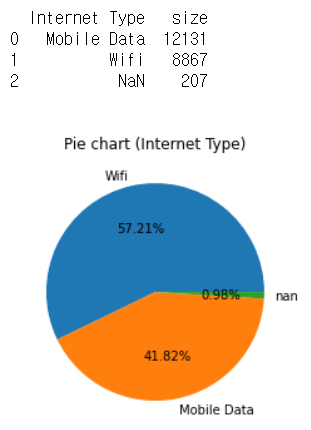 Internet Type size
0 Mobile Data 12131
1 Wifi 8867
2 NaN 207
Pie chart (Internet Type)
Wifi
57.21%
0.98%
nan
41.82%
Mobile Data